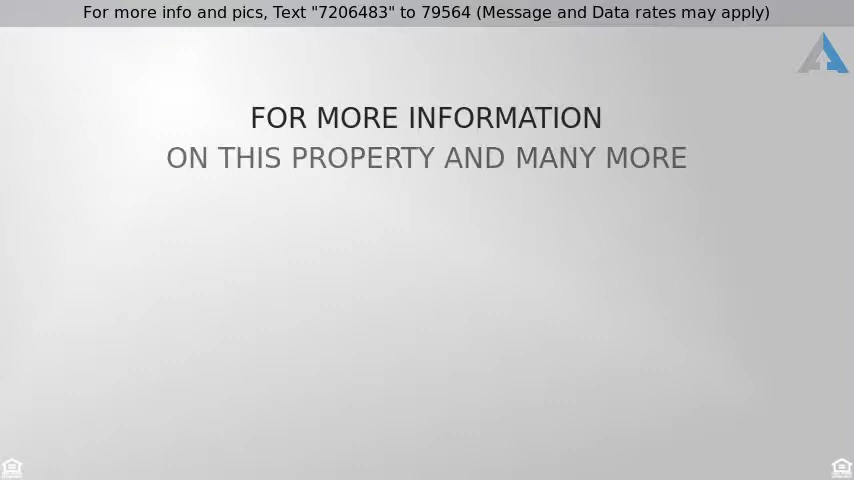 For more info and pics, Text "7206483" to 79564 (Message and Data rates may apply)
FOR MORE INFORMATION
ON THIS PROPERTY AND MANY MORE